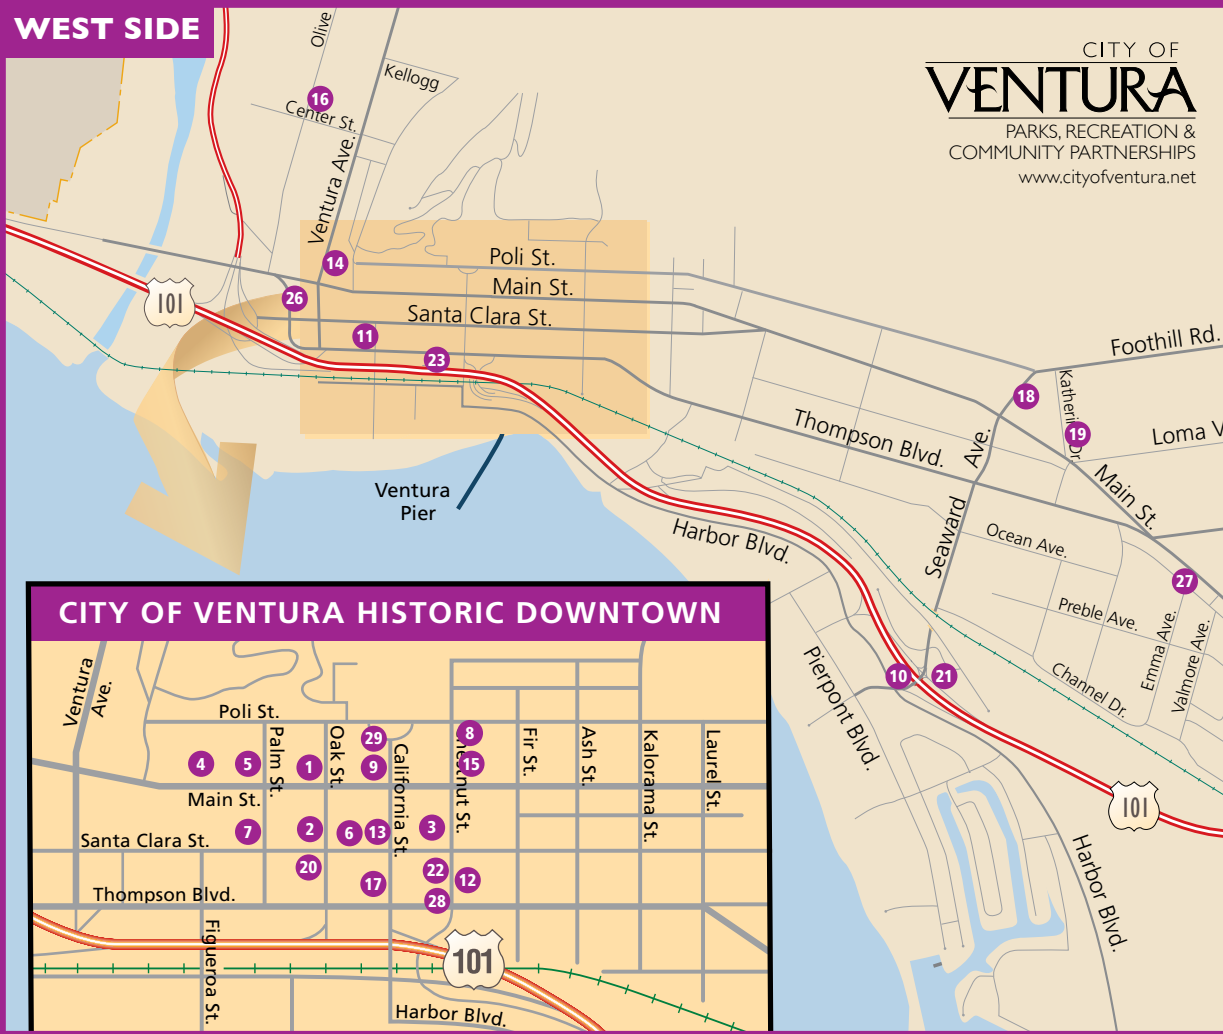 WEST SIDE
CITY OF
VENTURA
PARKS, RECREATION &
COMMUNITY PARTNERSHIPS
www.cityofventura.net
Olive
Kellogg
16
Center St.
Ventura Ave.
14
Poli St.
Main St.
Santa Clara St.
101
26
11
23
Foothill Rd.
18
19
Loma V
Thompson Blvd.
Seaward
Ave.
Main St.
Ventura
Pier
Harbor Blvd.
Ocean Ave.
27
Preble Ave.
Emma Ave.
Valmore Ave.
Channel Dr.
10
21
Pierpont Blvd.
101
Harbor Blvd.
CITY OF VENTURA HISTORIC DOWNTOWN
Ventura
Ave.
Poli St.
Palm St.
Oak St.
California St.
Fir St.
Ash St.
Kalorama St.
Laurel St.
29
8
4
5
1
9
15
Main St.
7
2
6
13
3
Santa Clara St.
20
17
22
12
28
Thompson Blvd.
Figueroa St.
101
Harbor Blvd.